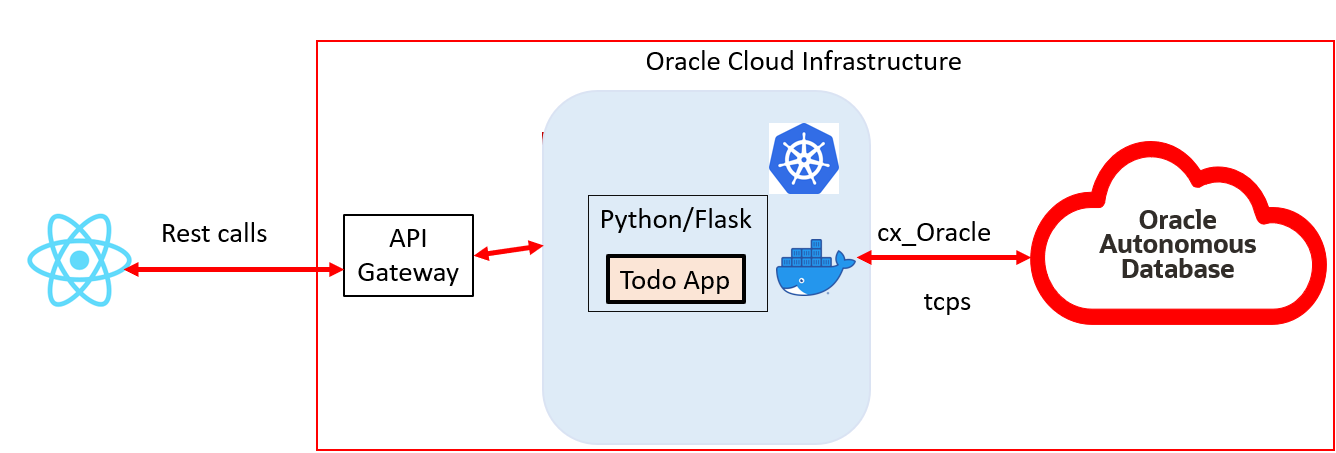 Oracle Cloud Infrastructure
Rest calls
API
Gateway
Python/Flask
Todo App
cx_Oracle
tcps
Oracle
Autonomous
Database